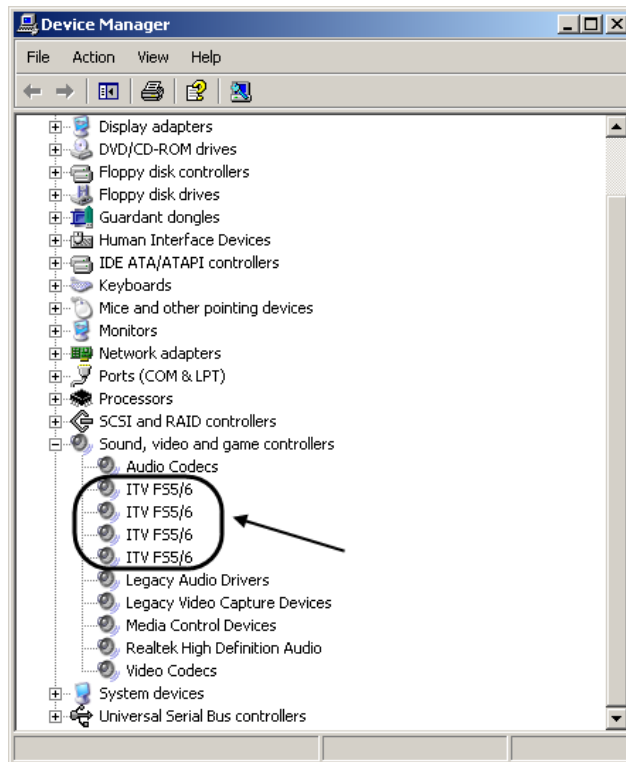 Device Manager
File Action View Help
Display adapters
DVD/CD-ROM drives
Floppy disk controllers
Floppy disk drives
Guardant dongles
Human Interface Devices
IDE ATA/ATAPI controllers
Keyboards
Mice and other pointing devices
Monitors
Network adapters
Ports (COM & LPT)
Processors
SCSI and RAID controllers
Sound, video and game controllers
Audio Codecs
ITV FS5/6
ITV FS5/6
ITV FS5/6
ITV FS5/6
Legacy Audio Drivers
Legacy Video Capture Devices
Media Control Devices
Realtek High Definition Audio
Video Codecs
System devices
Universal Serial Bus controllers